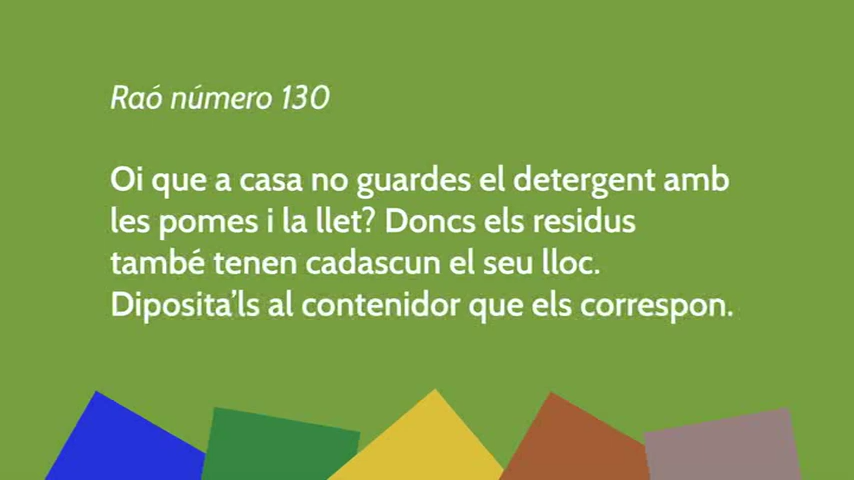 Raó número 130
Oi que a casa no guardes el detergent amb
les pomes i la llet? Doncs els residus
també tenen cadascun el seu lloc.
Diposita’ls al contenidor que els correspon.